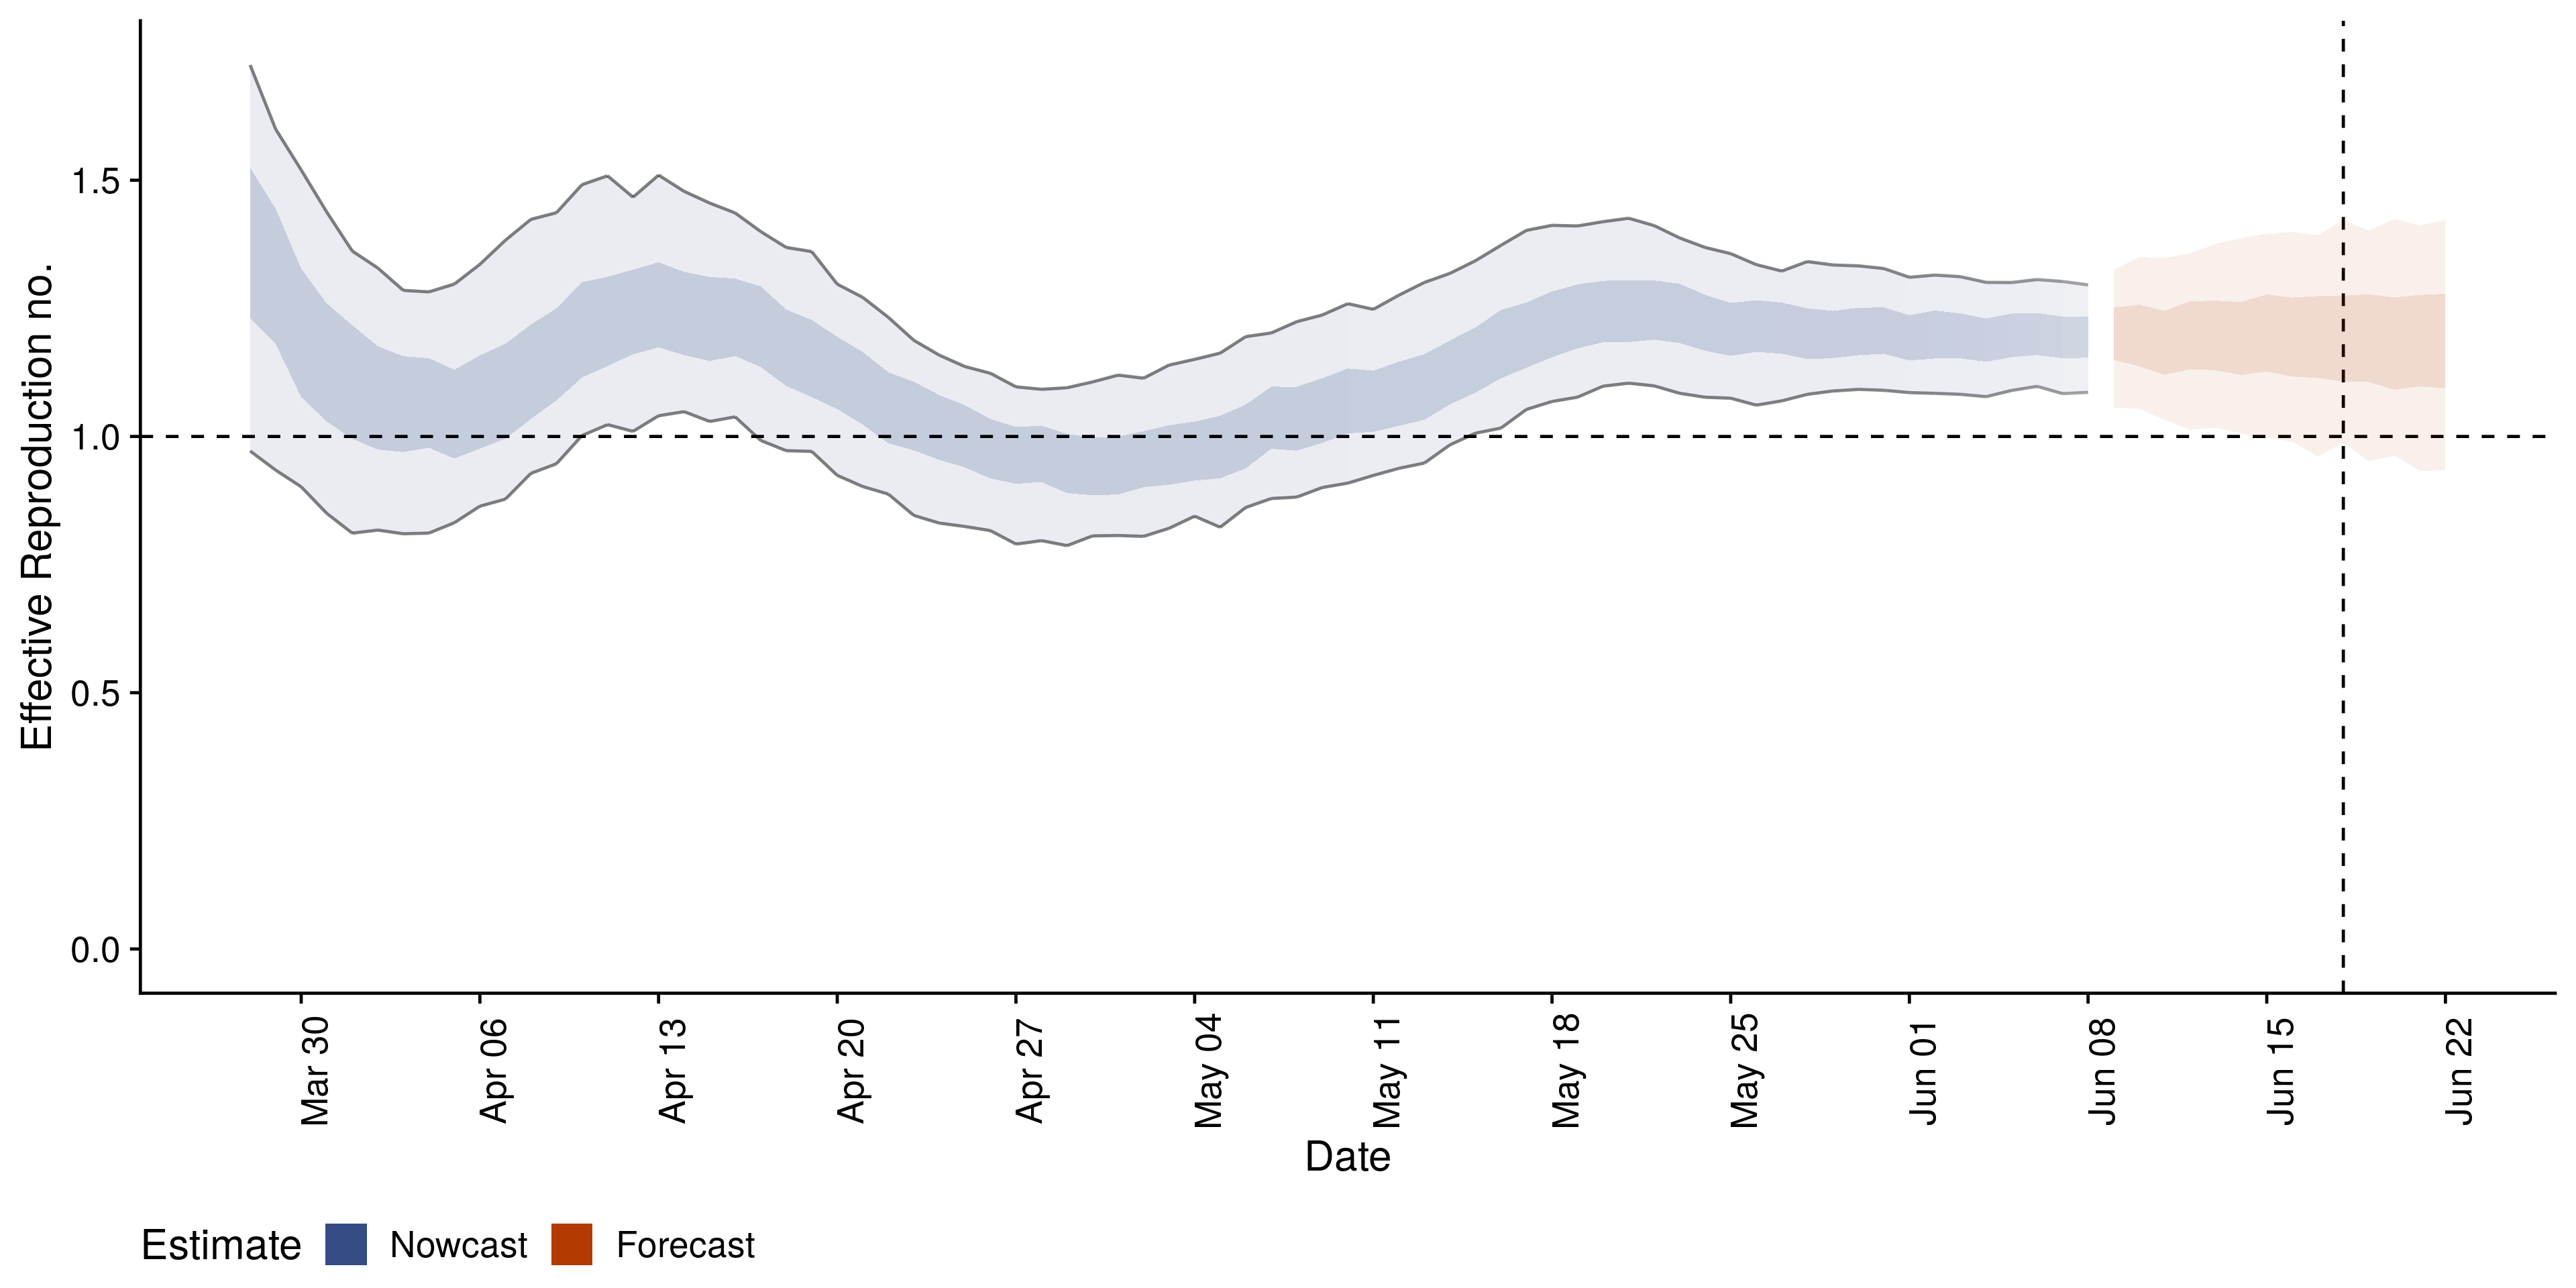 Effective Reproduction no.
1.5
1.0
0.5
0.0
Mar 30
Apr 06
Apr 13
Apr 20
Apr 27
May 04
May 11
May 18
May 25
Jun 01
Jun 08
Jun 15
Jun 22
Date
Estimate Nowcast Forecast